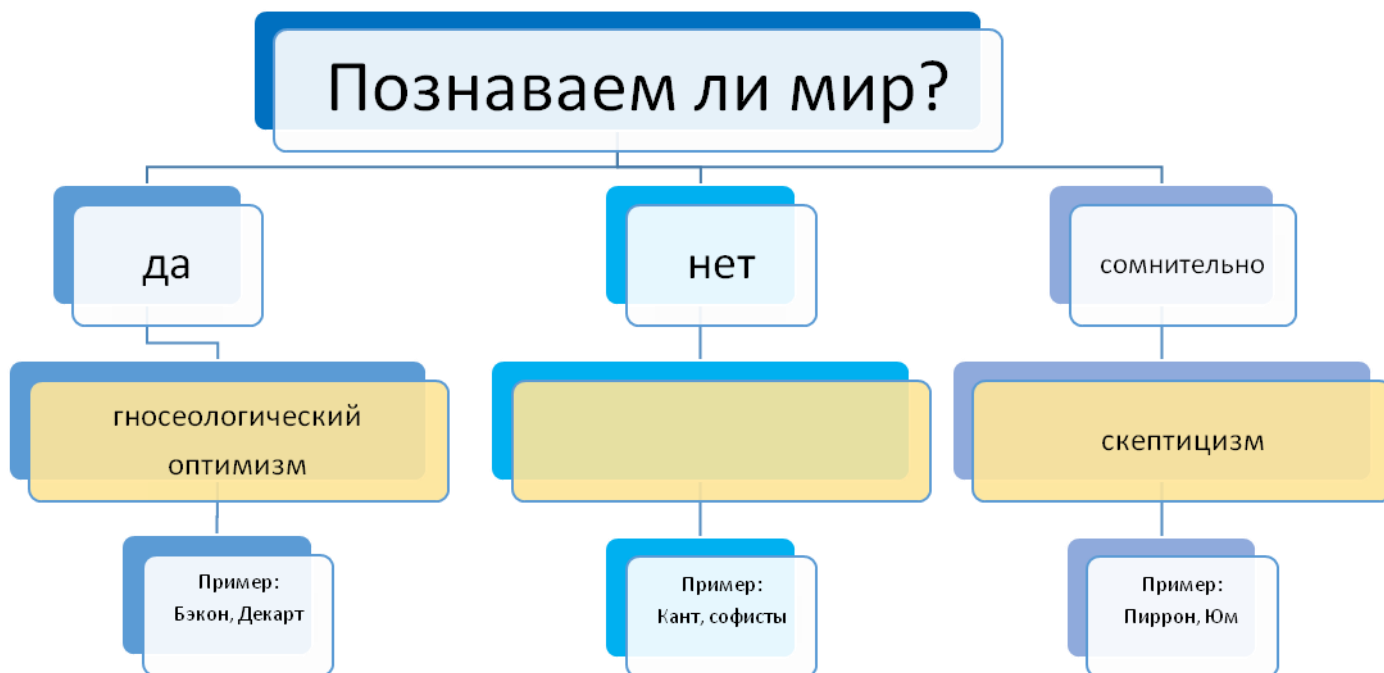 Познаваем ли мир?
да
нет
сомнительно
гносеологический
оптимизм
скептицизм
Пример:
Бэкон, Декарт
Пример:
Кант, софисты
Пример:
Пиррон, Юм